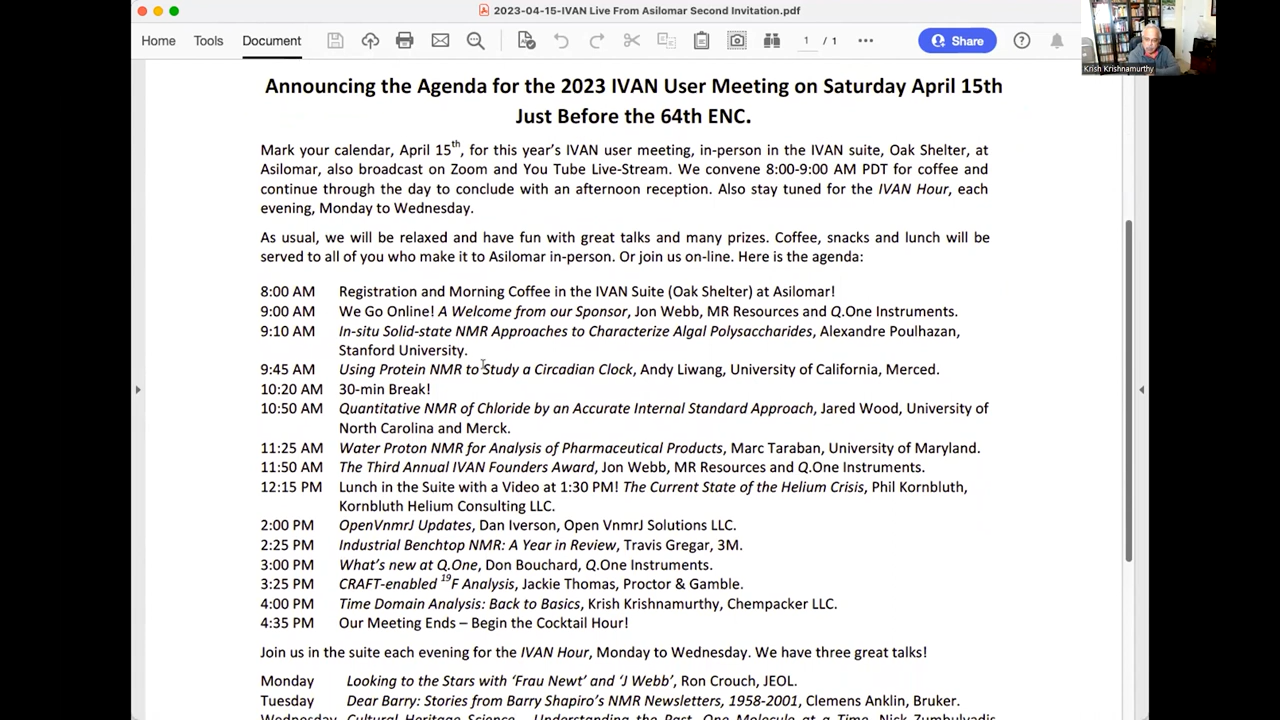 2023-04-15-IVAN Live From Asilomar Second Invitation.pdf
Home Tools Document 1 / 1 Share
Krish Krishnamurthy
Announcing the Agenda for the 2023 IVAN User Meeting on Saturday April 15th
Just Before the 64th ENC.
Mark your calendar, April 15th, for this year's IVAN user meeting, in-person in the IVAN suite, Oak Shelter, at
Asilomar, also broadcast on Zoom and You Tube Live-Stream. We convene 8:00-9:00 AM PDT for coffee and
continue through the day to conclude with an afternoon reception. Also stay tuned for the IVAN Hour, each
evening, Monday to Wednesday.
As usual, we will be relaxed and have fun with great talks and many prizes. Coffee, snacks and lunch will be
served to all of you who make it to Asilomar in-person. Or join us on-line. Here is the agenda:
8:00 AM Registration and Morning Coffee in the IVAN Suite (Oak Shelter) at Asilomar!
9:00 AM We Go Online! A Welcome from our Sponsor, Jon Webb, MR Resources and Q.One Instruments.
9:10 AM In-situ Solid-state NMR Approaches to Characterize Algal Polysaccharides, Alexandre Poulhazan,
Stanford University.
9:45 AM Using Protein NMR to Study a Circadian Clock, Andy Liwang, University of California, Merced.
10:20 AM 30-min Break!
10:50 AM Quantitative NMR of Chloride by an Accurate Internal Standard Approach, Jared Wood, University of
North Carolina and Merck.
11:25 AM Water Proton NMR for Analysis of Pharmaceutical Products, Marc Taraban, University of Maryland.
11:50 AM The Third Annual IVAN Founders Award, Jon Webb, MR Resources and Q.One Instruments.
12:15 PM Lunch in the Suite with a Video at 1:30 PM! The Current State of the Helium Crisis, Phil Kornbluth,
Kornbluth Helium Consulting LLC.
2:00 PM OpenVnmrJ Updates, Dan Iverson, Open VnmrJ Solutions LLC.
2:25 PM Industrial Benchtop NMR: A Year in Review, Travis Gregar, 3M.
3:00 PM What's new at Q.One, Don Bouchard, Q.One Instruments.
3:25 PM CRAFT-enabled 19F Analysis, Jackie Thomas, Proctor & Gamble.
4:00 PM Time Domain Analysis: Back to Basics, Krish Krishnamurthy, Chempacker LLC.
4:35 PM Our Meeting Ends – Begin the Cocktail Hour!
Join us in the suite each evening for the IVAN Hour, Monday to Wednesday. We have three great talks!
Monday Looking to the Stars with 'Frau Newt' and 'J Webb', Ron Crouch, JEOL.
Tuesday Dear Barry: Stories from Barry Shapiro's NMR Newsletters, 1958-2001, Clemens Anklin, Bruker.
Wednesday Cultural Heritage Science – Understanding the Past, One Molecule at a Time, Nick Zumbulyadis